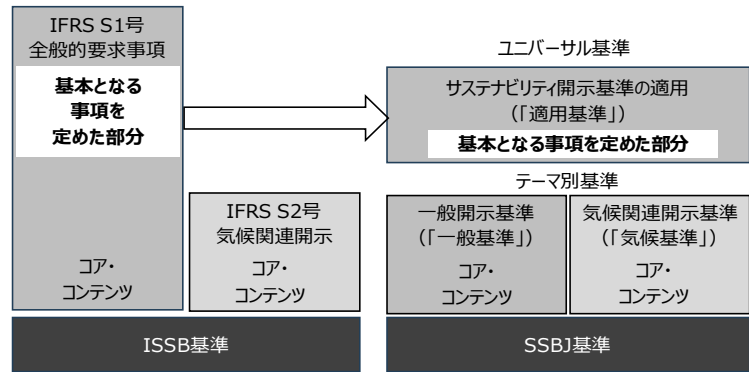 IFRS S1号
全般的要求事項
基本となる
事項を
定めた部分
コア・
コンテンツ
IFRS S2号
気候関連開示
コア・
コンテンツ
ISSB基準
ユニバーサル基準
サステナビリティ開示基準の適用
(「適用基準」)
基本となる事項を定めた部分
テーマ別基準
一般開示基準
(「一般基準」)
コア・
コンテンツ
気候関連開示基準
(「気候基準」)
コア・
コンテンツ
SSBJ基準